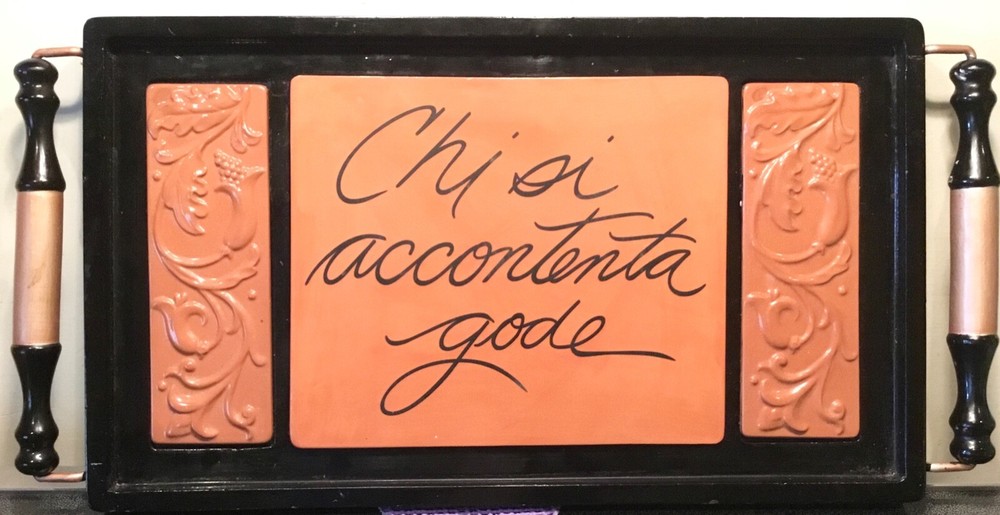 Chi si
accontenta
gode